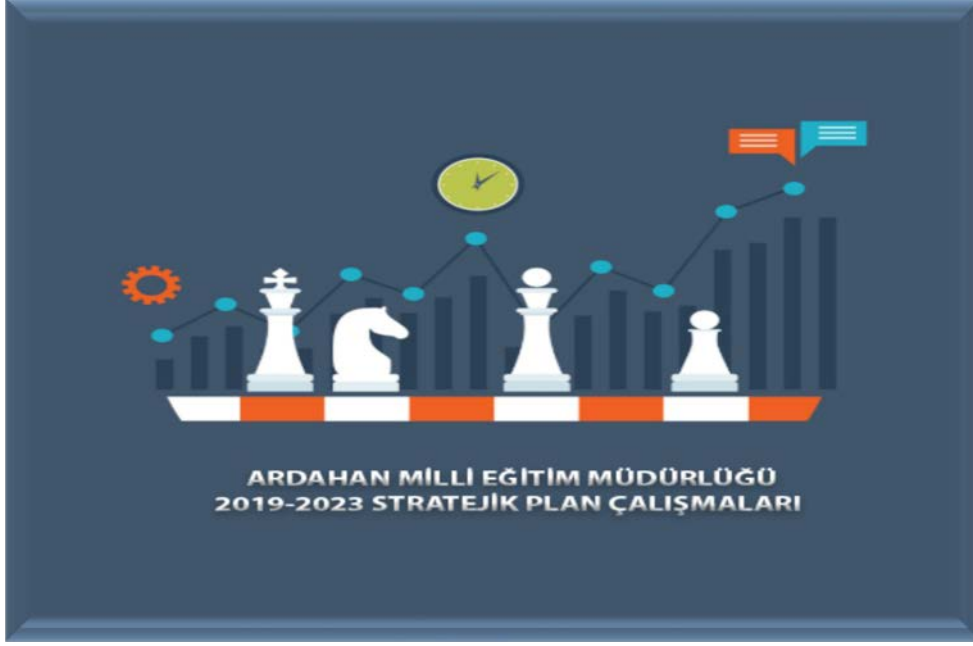 ARDAHAN MİLLİ EĞİTİM MÜDÜRLÜĞÜ
2019-2023 STRATEJİK PLAN ÇALIŞMALARI